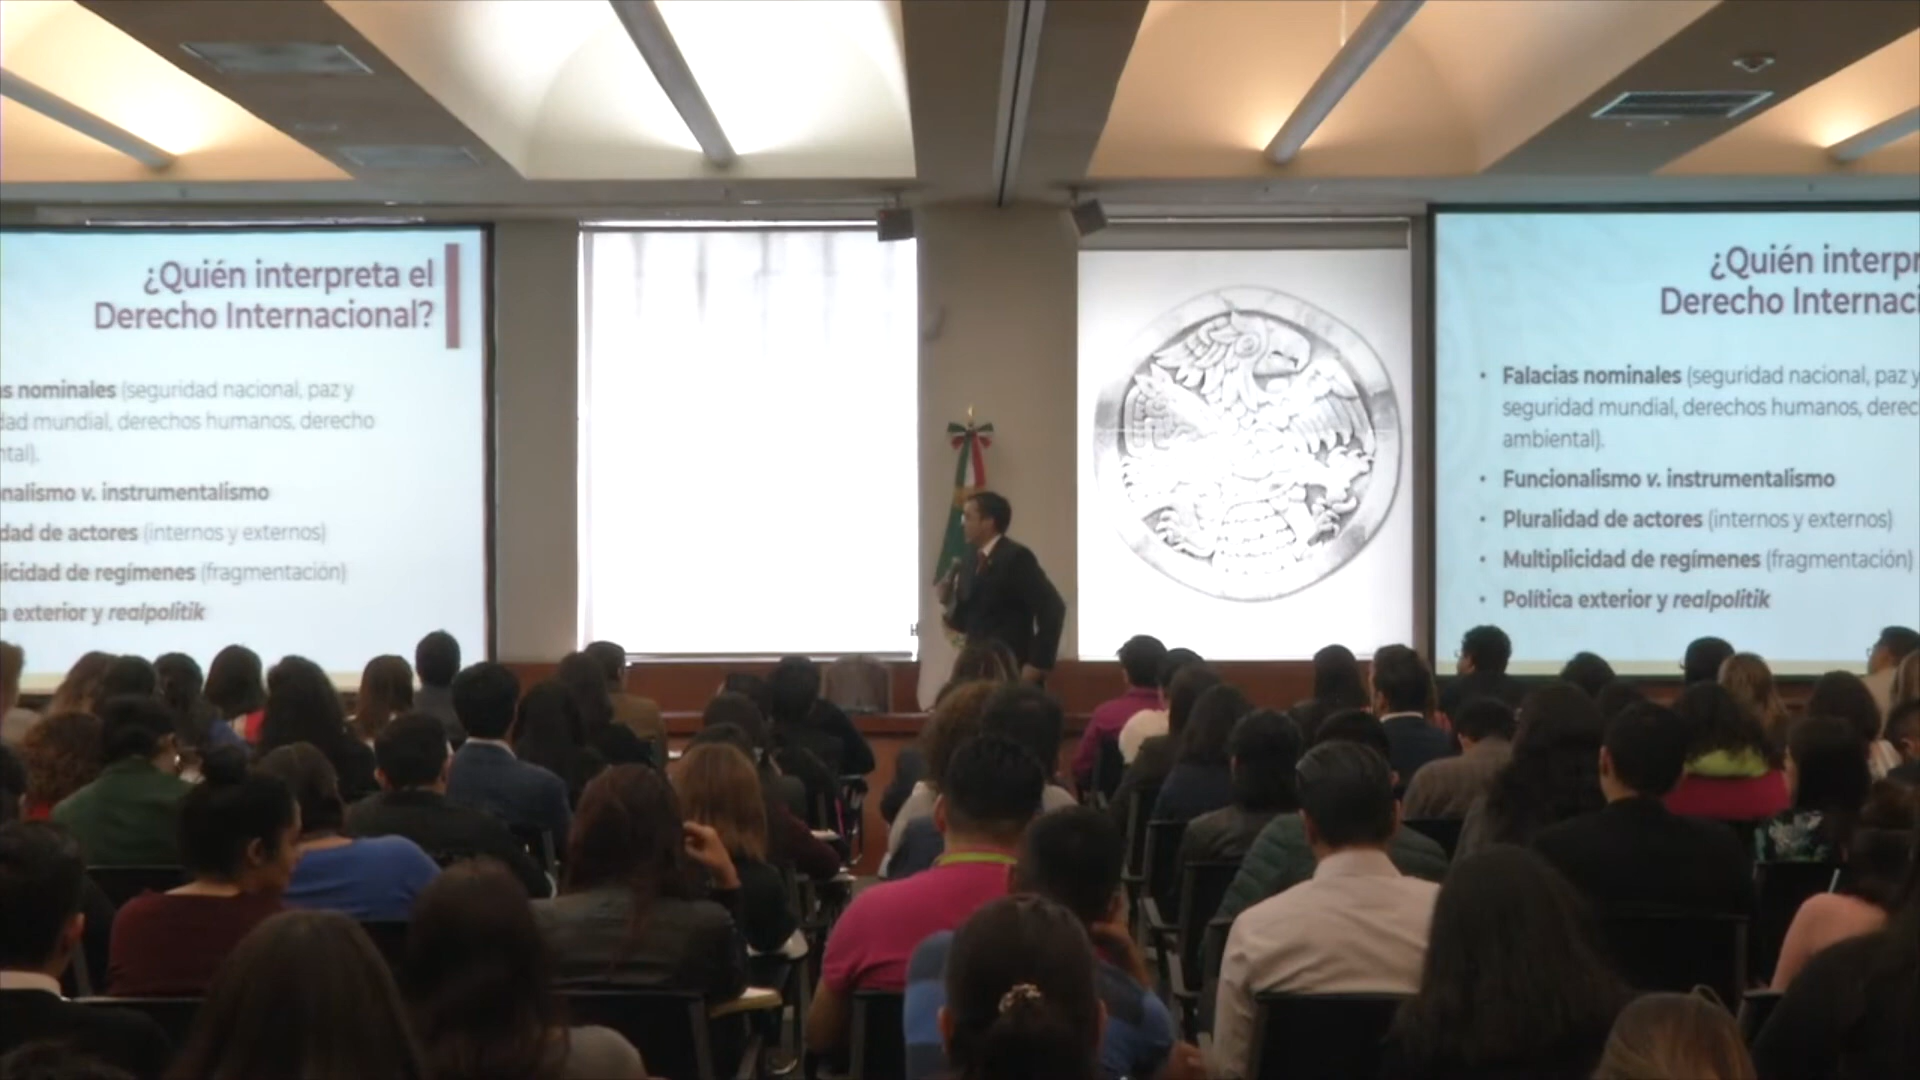 ¿Quién interpreta el
Derecho Internacional?
s nominales (seguridad nacional, paz y
dad mundial, derechos humanos, derecho
ntal).
nalismo v. instrumentalismo
dad de actores (internos y externos)
licidad de regímenes (fragmentación)
a exterior y realpolitik
¿Quién interpr
Derecho Internaci
• Falacias nominales (seguridad nacional, paz y
seguridad mundial, derechos humanos, derec
ambiental).
• Funcionalismo v. instrumentalismo
• Pluralidad de actores (internos y externos)
• Multiplicidad de regímenes (fragmentación)
• Política exterior y realpolitik